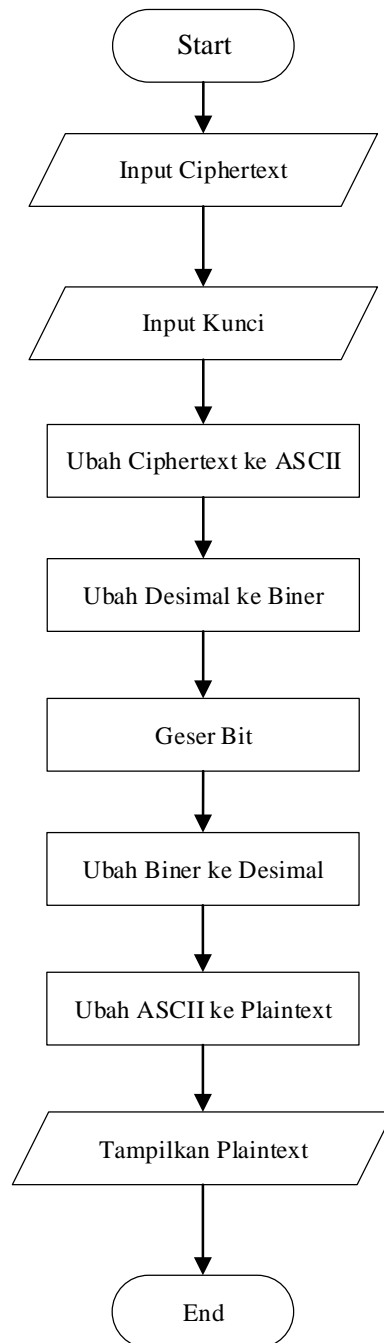 Start
Input Ciphertext
Input Kunci
Ubah Ciphertext ke ASCII
Ubah Desimal ke Biner
Geser Bit
Ubah Biner ke Desimal
Ubah ASCII ke Plaintext
Tampilkan Plaintext
End